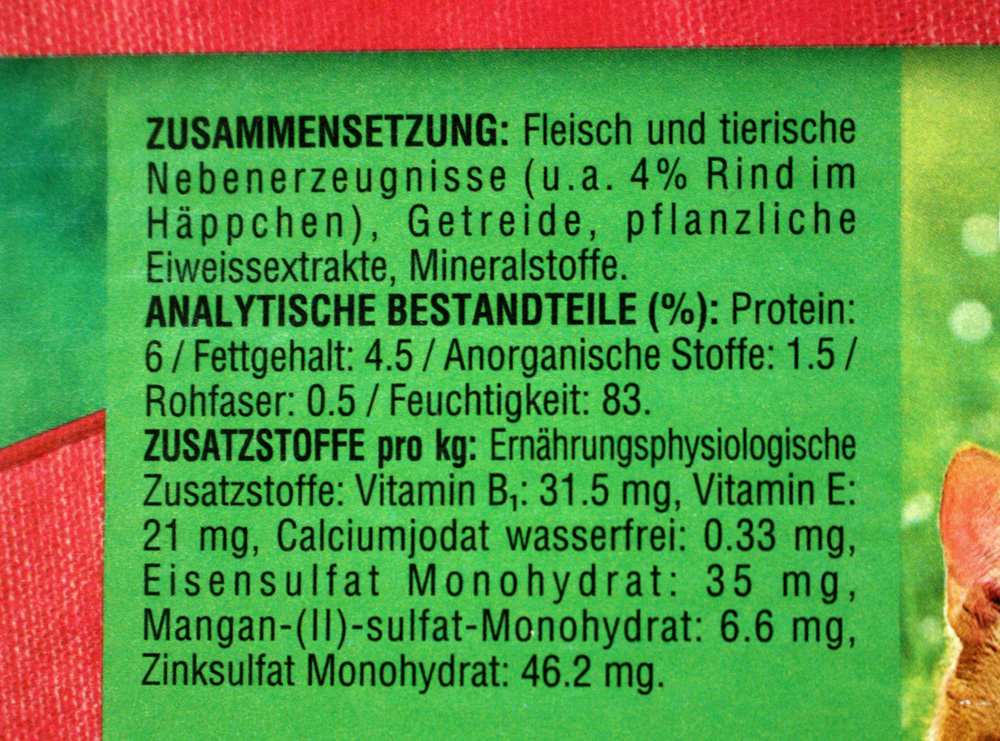 ZUSAMMENSETZUNG: Fleisch und tierische
Nebenerzeugnisse (u.a. 4% Rind im
Häppchen), Getreide, pflanzliche
Eiweissextrakte, Mineralstoffe.
ANALYTISCHE BESTANDTEILE (%): Protein:
6 / Fettgehalt: 4.5 / Anorganische Stoffe: 1.5 /
Rohfaser: 0.5 / Feuchtigkeit: 83.
ZUSATZSTOFFE pro kg: Ernährungsphysiologische
Zusatzstoffe: Vitamin B₁: 31.5 mg, Vitamin E:
21 mg, Calciumjodat wasserfrei: 0.33 mg,
Eisensulfat Monohydrat: 35 mg,
Mangan-(II)-sulfat-Monohydrat: 6.6 mg,
Zinksulfat Monohydrat: 46.2 mg.